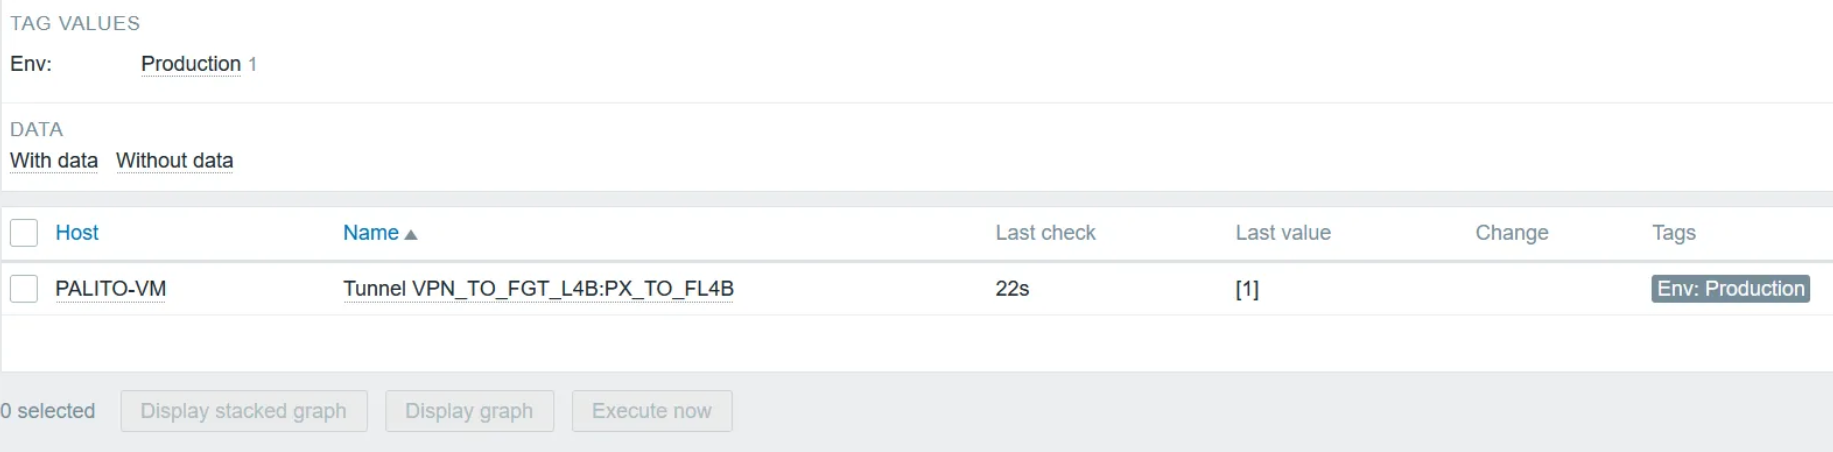 TAG VALUES
Env: Production 1
DATA
With data Without data
Host Name Last check Last value Change Tags
PALITO-VM Tunnel VPN_TO_FGT_L4B:PX_TO_FL4B 22s [1] Env: Production
0 selected Display stacked graph Display graph Execute now